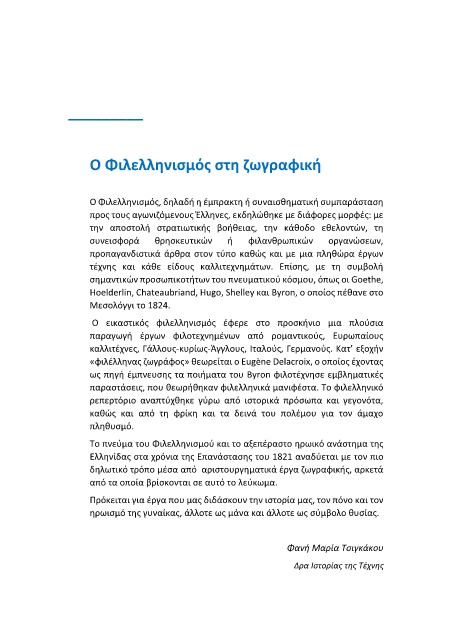 Ο Φιλελληνισμός στη ζωγραφική
Ο Φιλελληνισμός, δηλαδή η έμπρακτη ή συναισθηματική συμπαράσταση
προς τους αγωνιζόμενους Έλληνες, εκδηλώθηκε με διάφορες μορφές: με
την αποστολή στρατιωτικής βοήθειας, την κάθοδο εθελοντών, τη
συνεισφορά θρησκευτικών ή φιλανθρωπικών οργανώσεων,
προπαγανδιστικά άρθρα στον τύπο καθώς και με μια πληθώρα έργων
τέχνης και κάθε είδους καλλιτεχνημάτων. Επίσης, με τη συμβολή
σημαντικών προσωπικοτήτων του πνευματικού κόσμου, όπως οι Goethe,
Hoelderlin, Chateaubriand, Hugo, Shelley και Byron, ο οποίος πέθανε στο
Μεσολόγγι το 1824.
Ο εικαστικός φιλελληνισμός έφερε στο προσκήνιο μια πλούσια
παραγωγή έργων φιλοτεχνημένων από ρομαντικούς, Ευρωπαίους
καλλιτέχνες, Γάλλους-κυρίως-Άγγλους, Ιταλούς, Γερμανούς. Κατ’ εξοχήν
«φιλέλληνας ζωγράφος» θεωρείται ο Eugène Delacroix, ο οποίος έχοντας
ως πηγή έμπνευσης τα ποιήματα του Byron φιλοτέχνησε εμβληματικές
παραστάσεις, που θεωρήθηκαν φιλελληνικά μανιφέστα. Το φιλελληνικό
ρεπερτόριο αναπτύχθηκε γύρω από ιστορικά πρόσωπα και γεγονότα,
καθώς και από τη φρίκη και τα δεινά του πολέμου για τον άμαχο
πληθυσμό.
Το πνεύμα του Φιλελληνισμού και το αξεπέραστο ηρωικό ανάστημα της
Ελληνίδας στα χρόνια της Επανάστασης του 1821 αναδύεται με τον πιο
δηλωτικό τρόπο μέσα από αριστουργηματικά έργα ζωγραφικής, αρκετά
από τα οποία βρίσκονται σε αυτό το λεύκωμα.
Πρόκειται για έργα που μας διδάσκουν την ιστορία μας, τον πόνο και τον
ηρωισμό της γυναίκας, άλλοτε ως μάνα και άλλοτε ως σύμβολο θυσίας.
Φανή Μαρία Τσιγκάκου
Δρα Ιστορίας της Τέχνης